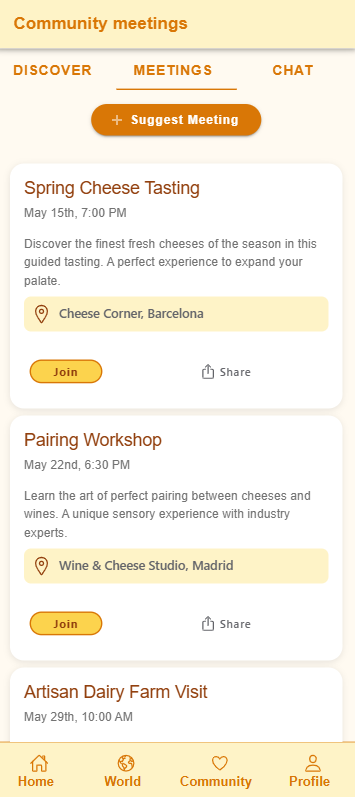 Community meetings
DISCOVER MEETINGS CHAT
+ Suggest Meeting
Spring Cheese Tasting
May 15th, 7:00 PM
Discover the finest fresh cheeses of the season in this
guided tasting. A perfect experience to expand your
palate.
Cheese Corner, Barcelona
Join Share
Pairing Workshop
May 22nd, 6:30 PM
Learn the art of perfect pairing between cheeses and
wines. A unique sensory experience with industry
experts.
Wine & Cheese Studio, Madrid
Join Share
Artisan Dairy Farm Visit
May 29th, 10:00 AM
Home World Community Profile